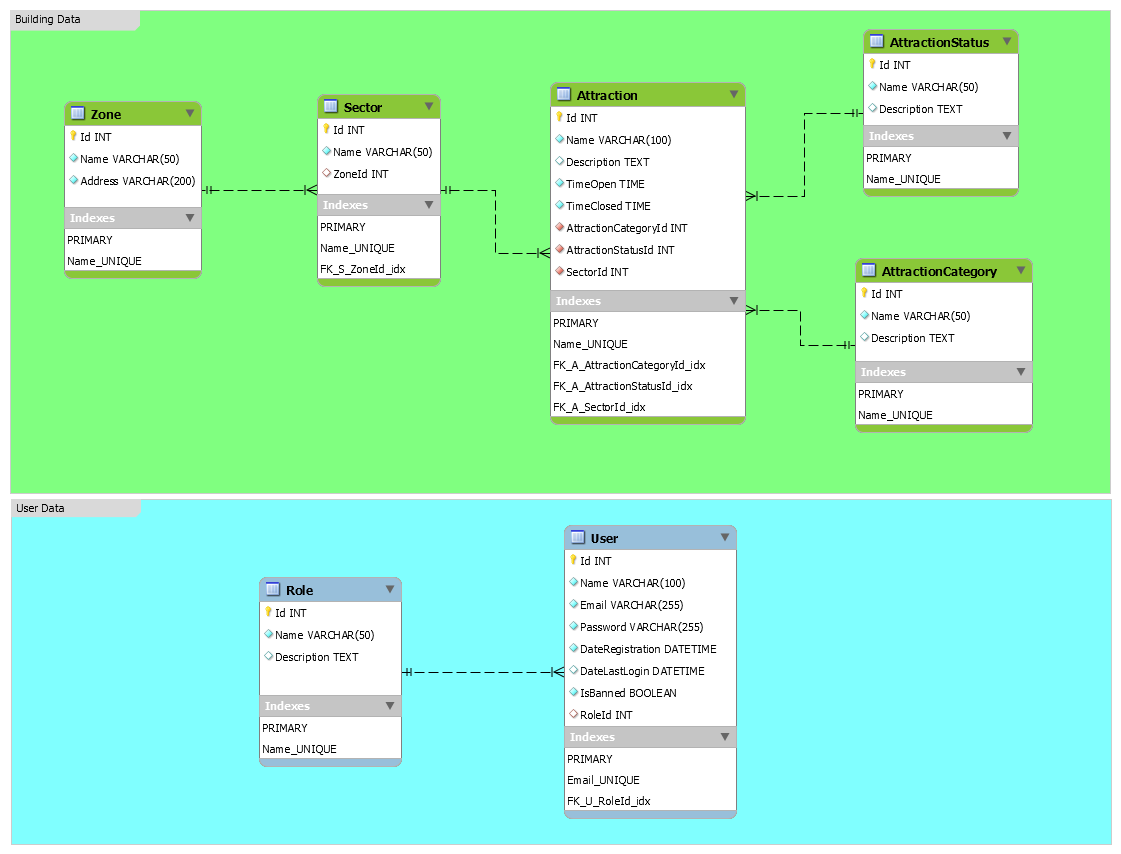 Building Data
Zone
Id INT
Name VARCHAR(50)
Address VARCHAR(200)
Indexes
PRIMARY
Name_UNIQUE
Sector
Id INT
Name VARCHAR(50)
ZoneId INT
Indexes
PRIMARY
Name_UNIQUE
FK_S_ZoneId_idx
Attraction
Id INT
Name VARCHAR(100)
Description TEXT
TimeOpen TIME
TimeClosed TIME
AttractionCategoryId INT
AttractionStatusId INT
SectorId INT
Indexes
PRIMARY
Name_UNIQUE
FK_A_AttractionCategoryId_idx
FK_A_AttractionStatusId_idx
FK_A_SectorId_idx
AttractionStatus
Id INT
Name VARCHAR(50)
Description TEXT
Indexes
PRIMARY
Name_UNIQUE
AttractionCategory
Id INT
Name VARCHAR(50)
Description TEXT
Indexes
PRIMARY
Name_UNIQUE
User Data
Role
Id INT
Name VARCHAR(50)
Description TEXT
Indexes
PRIMARY
Name_UNIQUE
User
Id INT
Name VARCHAR(100)
Email VARCHAR(255)
Password VARCHAR(255)
DateRegistration DATETIME
DateLastLogin DATETIME
IsBanned BOOLEAN
RoleId INT
Indexes
PRIMARY
Email_UNIQUE
FK_U_RoleId_idx